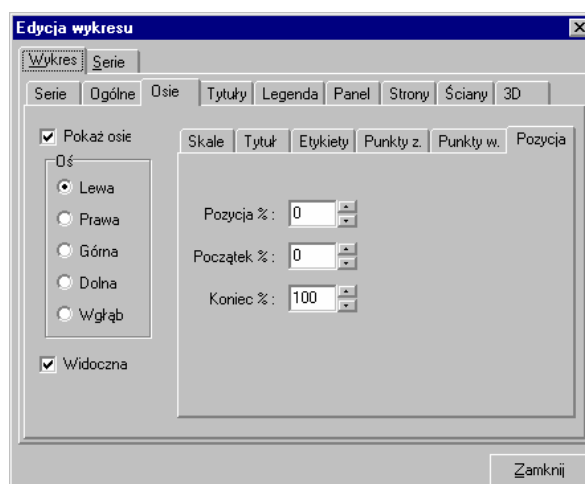 Edycja wykresu
Wykres Serie
Serie Ogólne Osie Tytuły Legenda Panel Strony Ściany 3D
Pokaż osie
Skale Tytuł Etykiety Punkty z. Punkty w. Pozycja
Oś
Lewa
Prawa
Górna
Dolna
Wgłąb
Pozycja %: 0
Początek %: 0
Koniec %: 100
Widoczna
Zamknij